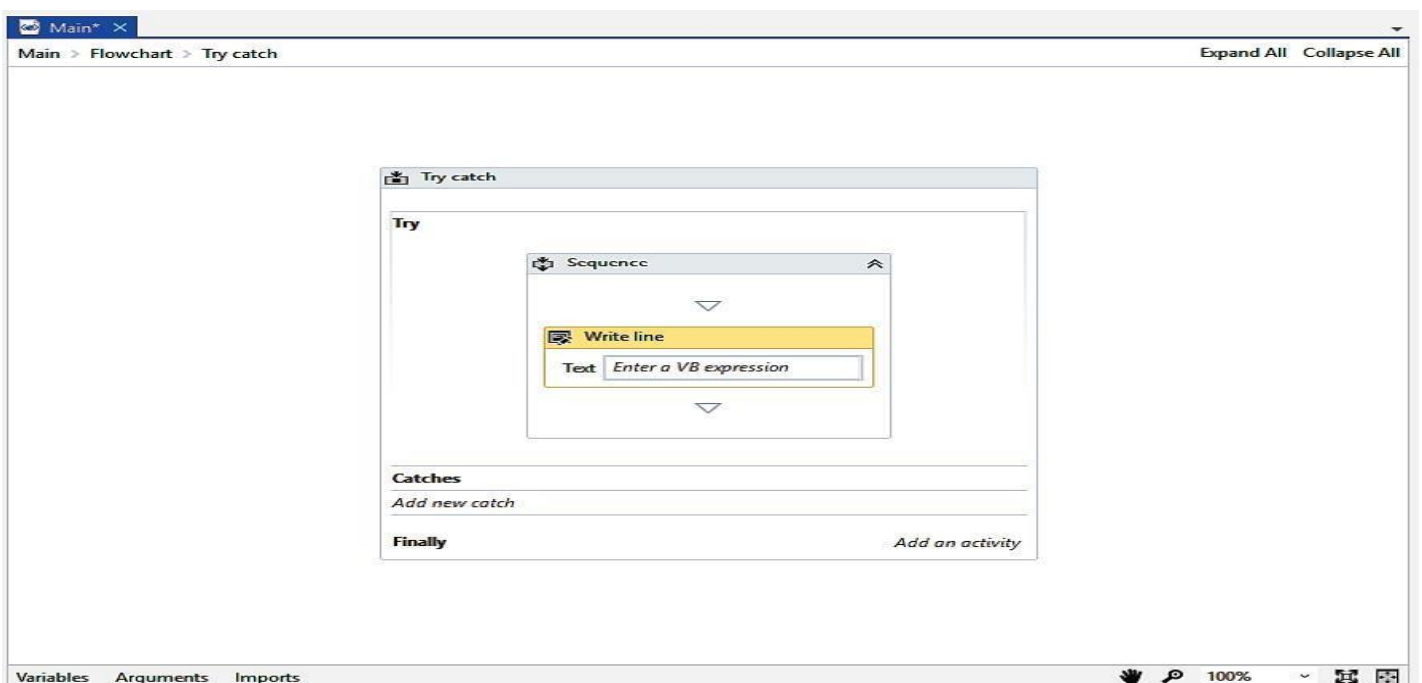 Main*
Main > Flowchart > Try catch Expand All Collapse All
Try catch
Try
Sequence
Write line
Text Enter a VB expression
Catches
Add new catch
Finally Add an activity
Variables Arguments Imports 100%